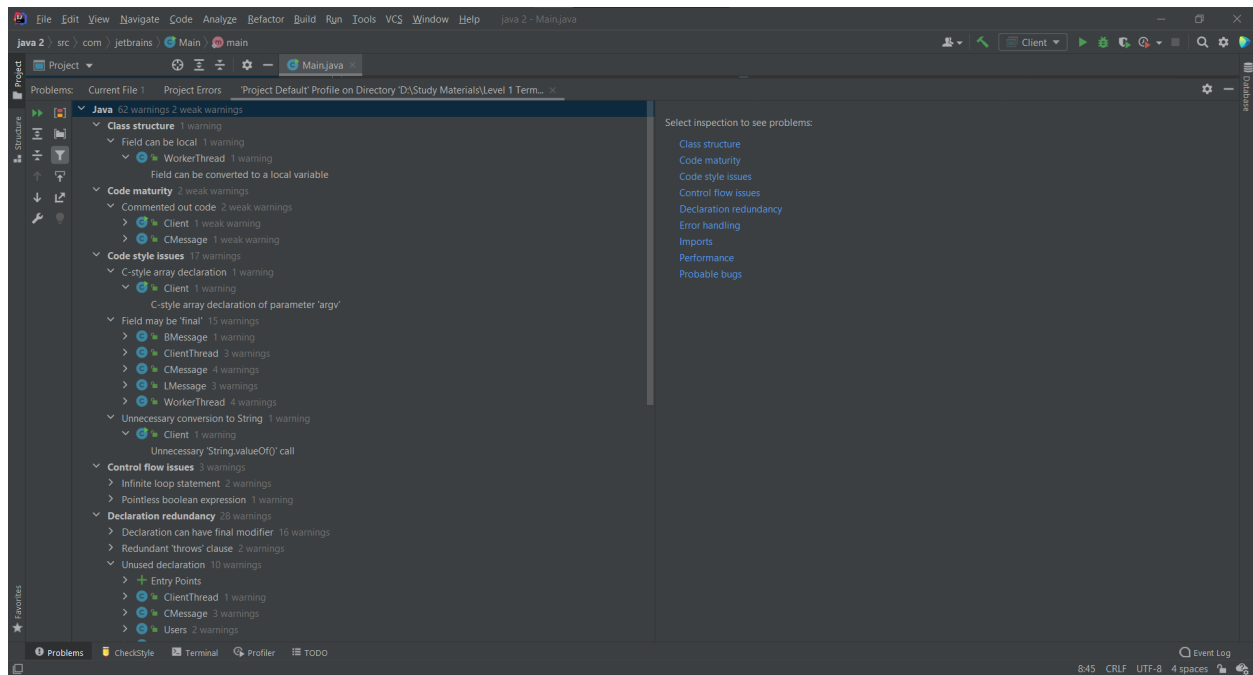 File Edit View Navigate Code Analyze Refactor Build Run Tools VCS Window Help java 2 - Main.java
java 2 src com jetbrains Main main
Client
Project
Main.java
Problems: Current File 1 Project Errors 'Project Default' Profile on Directory 'D:\Study Materials\Level 1 Term...
Java 62 warnings 2 weak warnings
Class structure 1 warning
Field can be local 1 warning
WorkerThread 1 warning
Field can be converted to a local variable
Code maturity 2 weak warnings
Commented out code 2 weak warnings
Client 1 weak warning
CMessage 1 weak warning
Code style issues 17 warnings
C-style array declaration 1 warning
Client 1 warning
C-style array declaration of parameter 'argv'
Field may be 'final' 15 warnings
BMessage 1 warning
ClientThread 3 warnings
CMessage 4 warnings
LMessage 3 warnings
WorkerThread 4 warnings
Unnecessary conversion to String 1 warning
Client 1 warning
Unnecessary 'String.valueOf()' call
Control flow issues 3 warnings
Infinite loop statement 2 warnings
Pointless boolean expression 1 warning
Declaration redundancy 28 warnings
Declaration can have final modifier 16 warnings
Redundant 'throws' clause 2 warnings
Unused declaration 10 warnings
Entry Points
ClientThread 1 warning
CMessage 3 warnings
Users 2 warnings
Select inspection to see problems:
Class structure
Code maturity
Code style issues
Control flow issues
Declaration redundancy
Error handling
Imports
Performance
Probable bugs
Project
Structure
Favorites
Database
Problems CheckStyle Terminal Profiler TODO
Event Log
8:45 CRLF UTF-8 4 spaces